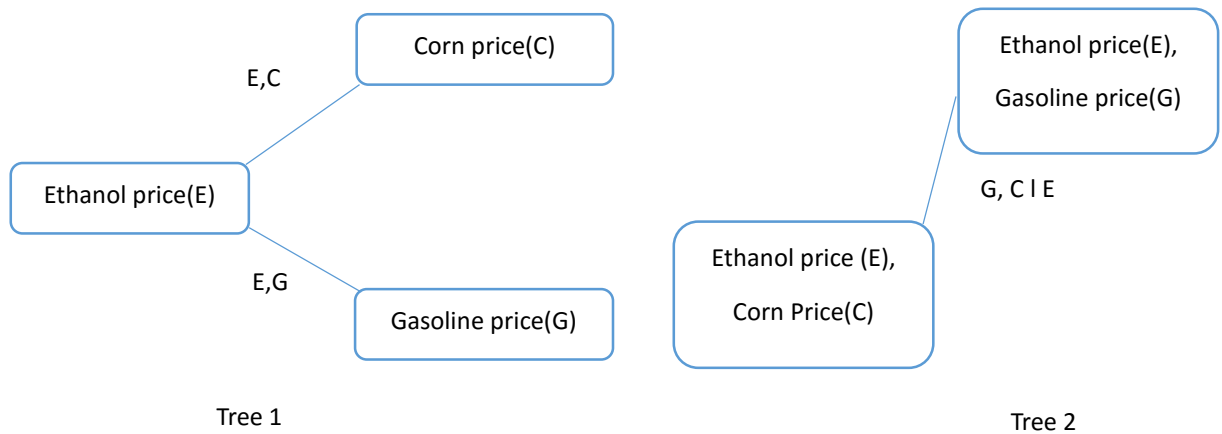 Corn price(C)
E,C
Ethanol price(E)
E,G
Gasoline price(G)
Tree 1
Ethanol price(E),
Gasoline price(G)
G, C l E
Ethanol price (E),
Corn Price(C)
Tree 2